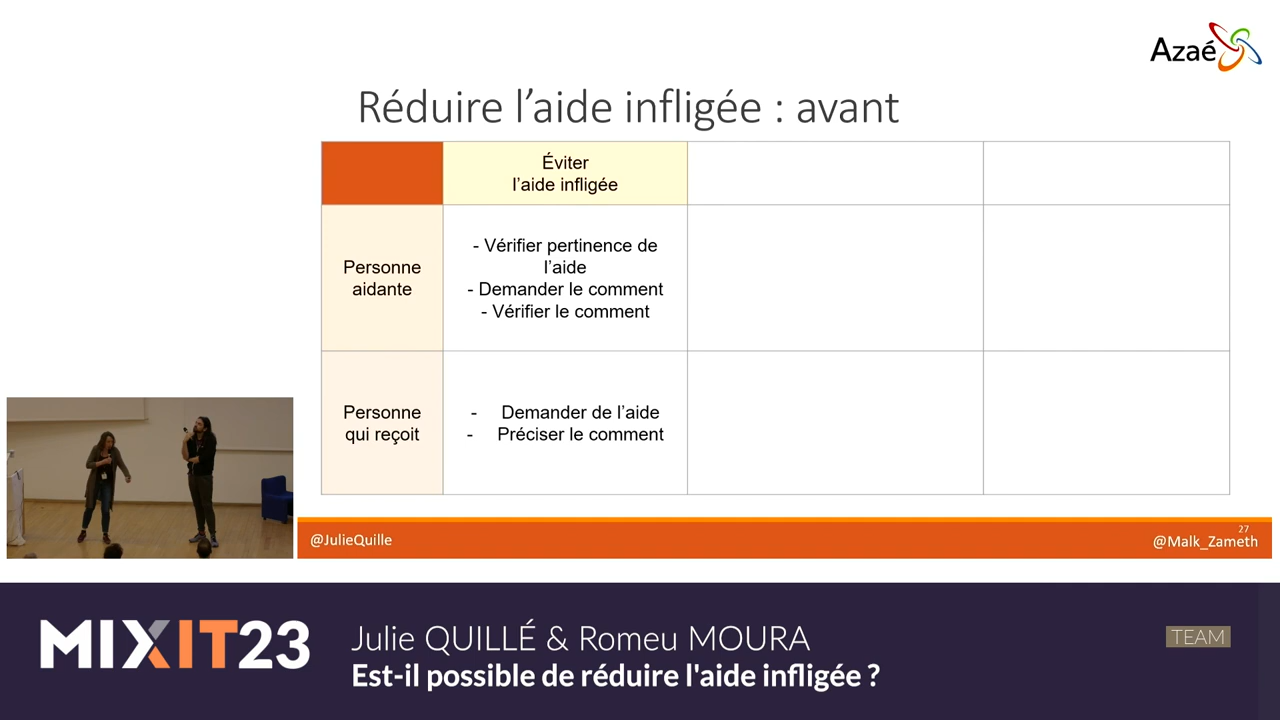 Azaé
Réduire l’aide infligée : avant
Éviter
l’aide infligée
Personne
aidante
- Vérifier pertinence de
l’aide
- Demander le comment
- Vérifier le comment
Personne
qui reçoit
- Demander de l’aide
- Préciser le comment
27
@JulieQuille
@Malk_Zameth
MIXIT23
Julie QUILLÉ & Romeu MOURA
TEAM
Est-il possible de réduire l'aide infligée ?